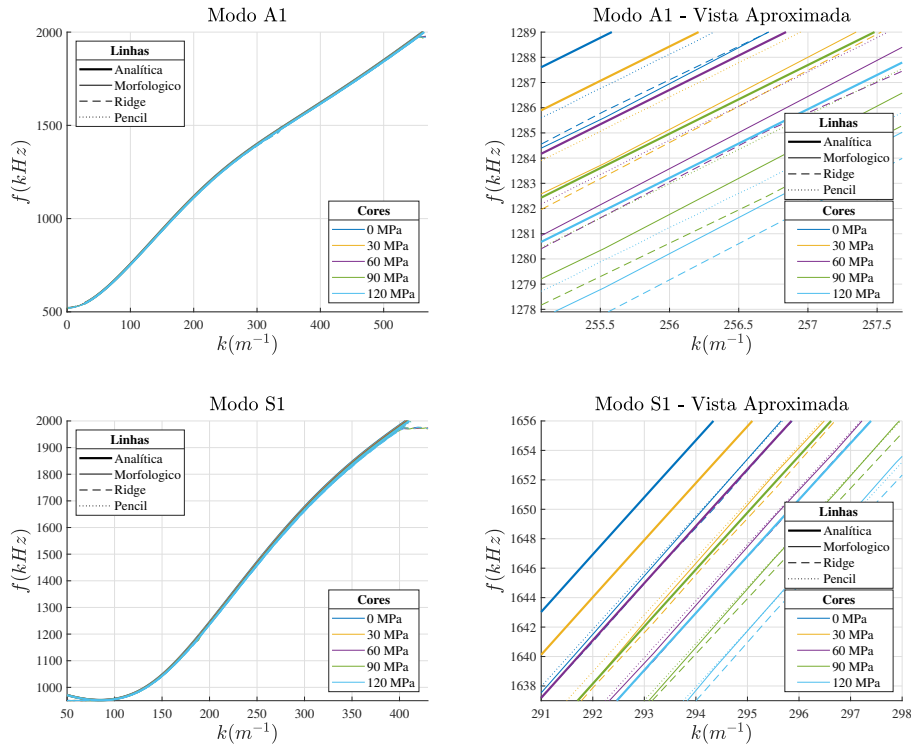 Modo A1
2000
1500
1000
500
0
100
200
300
400
500
f(kHz)
k(m⁻¹)
Linhas
Analítica
Morfologico
Ridge
Pencil
Cores
0 MPa
30 MPa
60 MPa
90 MPa
120 MPa
Modo A1 - Vista Aproximada
1289
1288
1287
1286
1285
1284
1283
1282
1281
1280
1279
1278
255.5
256
256.5
257
257.5
f(kHz)
k(m⁻¹)
Linhas
Analítica
Morfologico
Ridge
Pencil
Cores
0 MPa
30 MPa
60 MPa
90 MPa
120 MPa
Modo S1
2000
1900
1800
1700
1600
1500
1400
1300
1200
1100
1000
50
100
150
200
250
300
350
400
f(kHz)
k(m⁻¹)
Linhas
Analítica
Morfologico
Ridge
Pencil
Cores
0 MPa
30 MPa
60 MPa
90 MPa
120 MPa
Modo S1 - Vista Aproximada
1656
1653
1650
1647
1644
1640
1638
291
292
293
294
295
296
297
298
f(kHz)
k(m⁻¹)
Linhas
Analítica
Morfologico
Ridge
Pencil
Cores
0 MPa
30 MPa
60 MPa
90 MPa
120 MPa